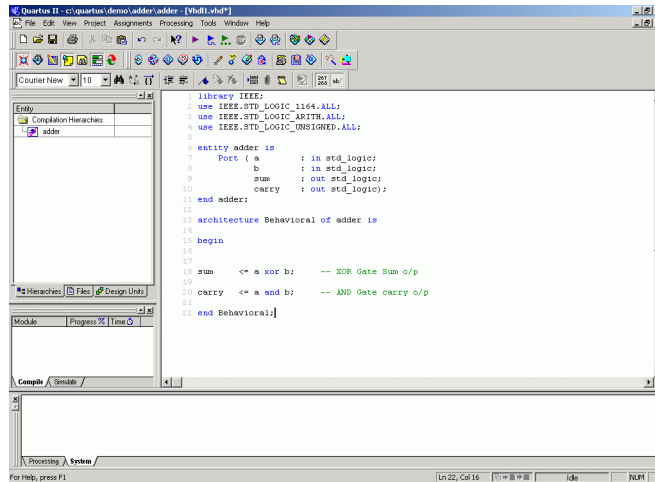 Quartus II - c:\quartus\demo\adder\adder - [Vhdl1.vhd*]
File Edit View Project Assignments Processing Tools Window Help
Courier New 10
267 268 ab/
Entity
Compilation Hierarchies
adder
Hierarchies Files Design Units
Module Progress % Time
Compile Simulate
1 library IEEE;
2 use IEEE.STD_LOGIC_1164.ALL;
3 use IEEE.STD_LOGIC_ARITH.ALL;
4 use IEEE.STD_LOGIC_UNSIGNED.ALL;
5
6 entity adder is
7 Port ( a : in std_logic;
8 b : in std_logic;
9 sum : out std_logic;
10 carry : out std_logic);
11 end adder;
12
13 architecture Behavioral of adder is
14
15 begin
16
17
18 sum <= a xor b; -- XOR Gate Sum o/p
19
20 carry <= a and b; -- AND Gate carry o/p
21
22 end Behavioral;
Processing System
For Help, press F1
Ln 22, Col 16
Idle
NUM